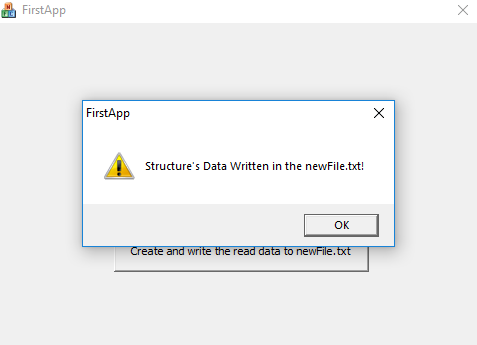 FirstApp
FirstApp
Structure's Data Written in the newFile.txt!
OK
Create and write the read data to newFile.txt